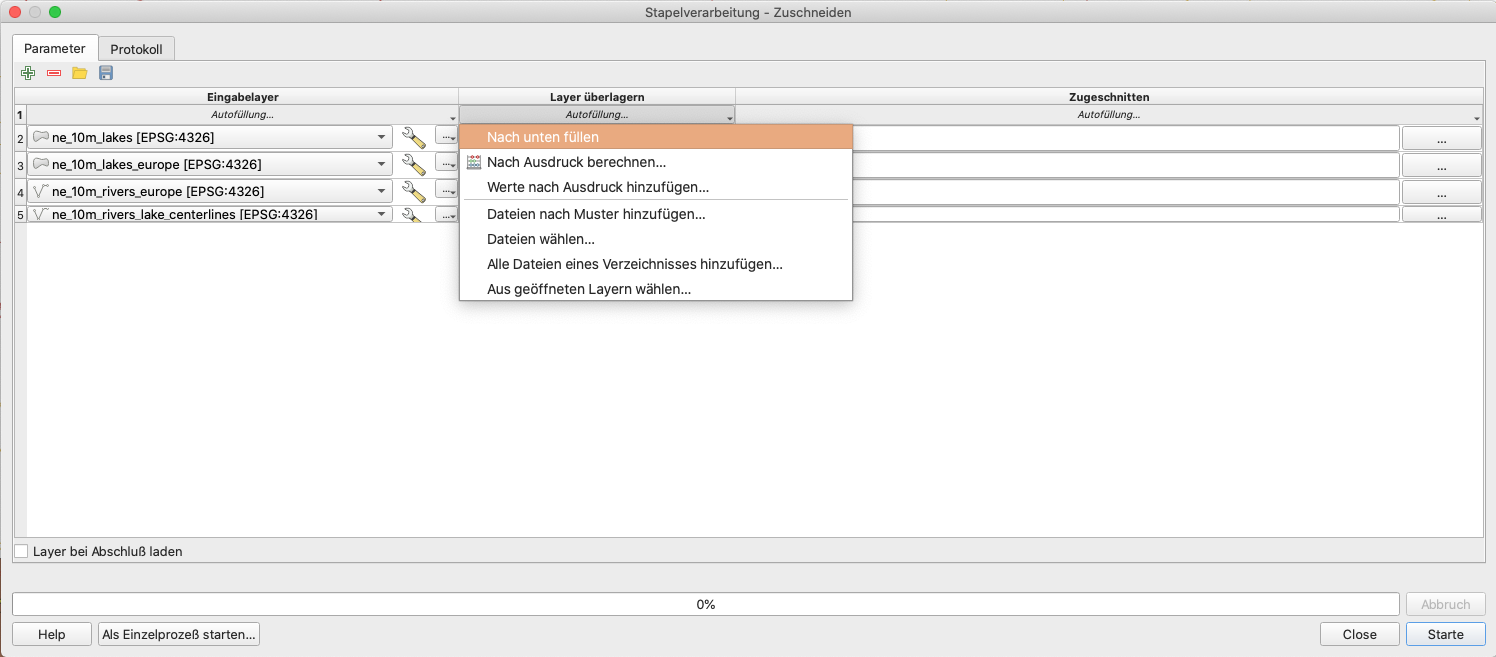 Stapelverarbeitung - Zuschneiden
Parameter Protokoll
Eingabelayer Layer überlagern Zugeschnitten
1 Autofüllung... Autofüllung... Autofüllung...
2 ne_10m_lakes [EPSG:4326] ... ...
3 ne_10m_lakes_europe [EPSG:4326] ... ...
4 ne_10m_rivers_europe [EPSG:4326] ... ...
5 ne_10m_rivers_lake_centerlines [EPSG:4326] ... ...
Nach unten füllen
Nach Ausdruck berechnen...
Werte nach Ausdruck hinzufügen...
Dateien nach Muster hinzufügen...
Dateien wählen...
Alle Dateien eines Verzeichnisses hinzufügen...
Aus geöffneten Layern wählen...
Layer bei Abschluß laden
0% Abbruch
Help Als Einzelprozeß starten... Close Starte